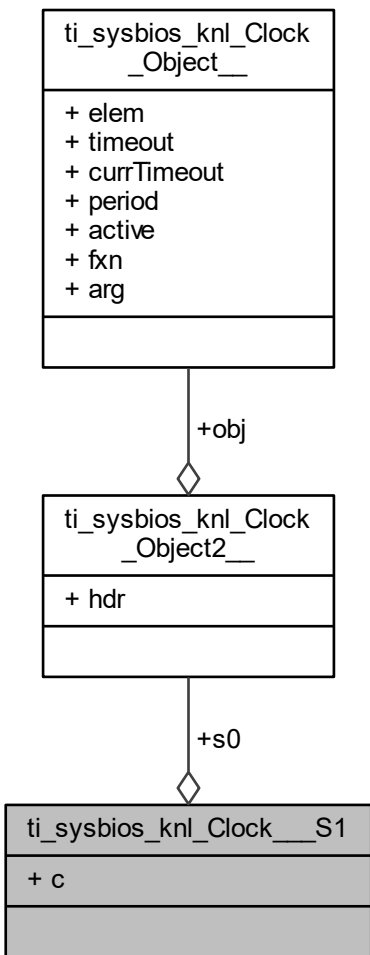 ti_sysbios_knl_Clock
_Object__
+ elem
+ timeout
+ currTimeout
+ period
+ active
+ fxn
+ arg
+obj
ti_sysbios_knl_Clock
_Object2__
+ hdr
+s0
ti_sysbios_knl_Clock___S1
+ c